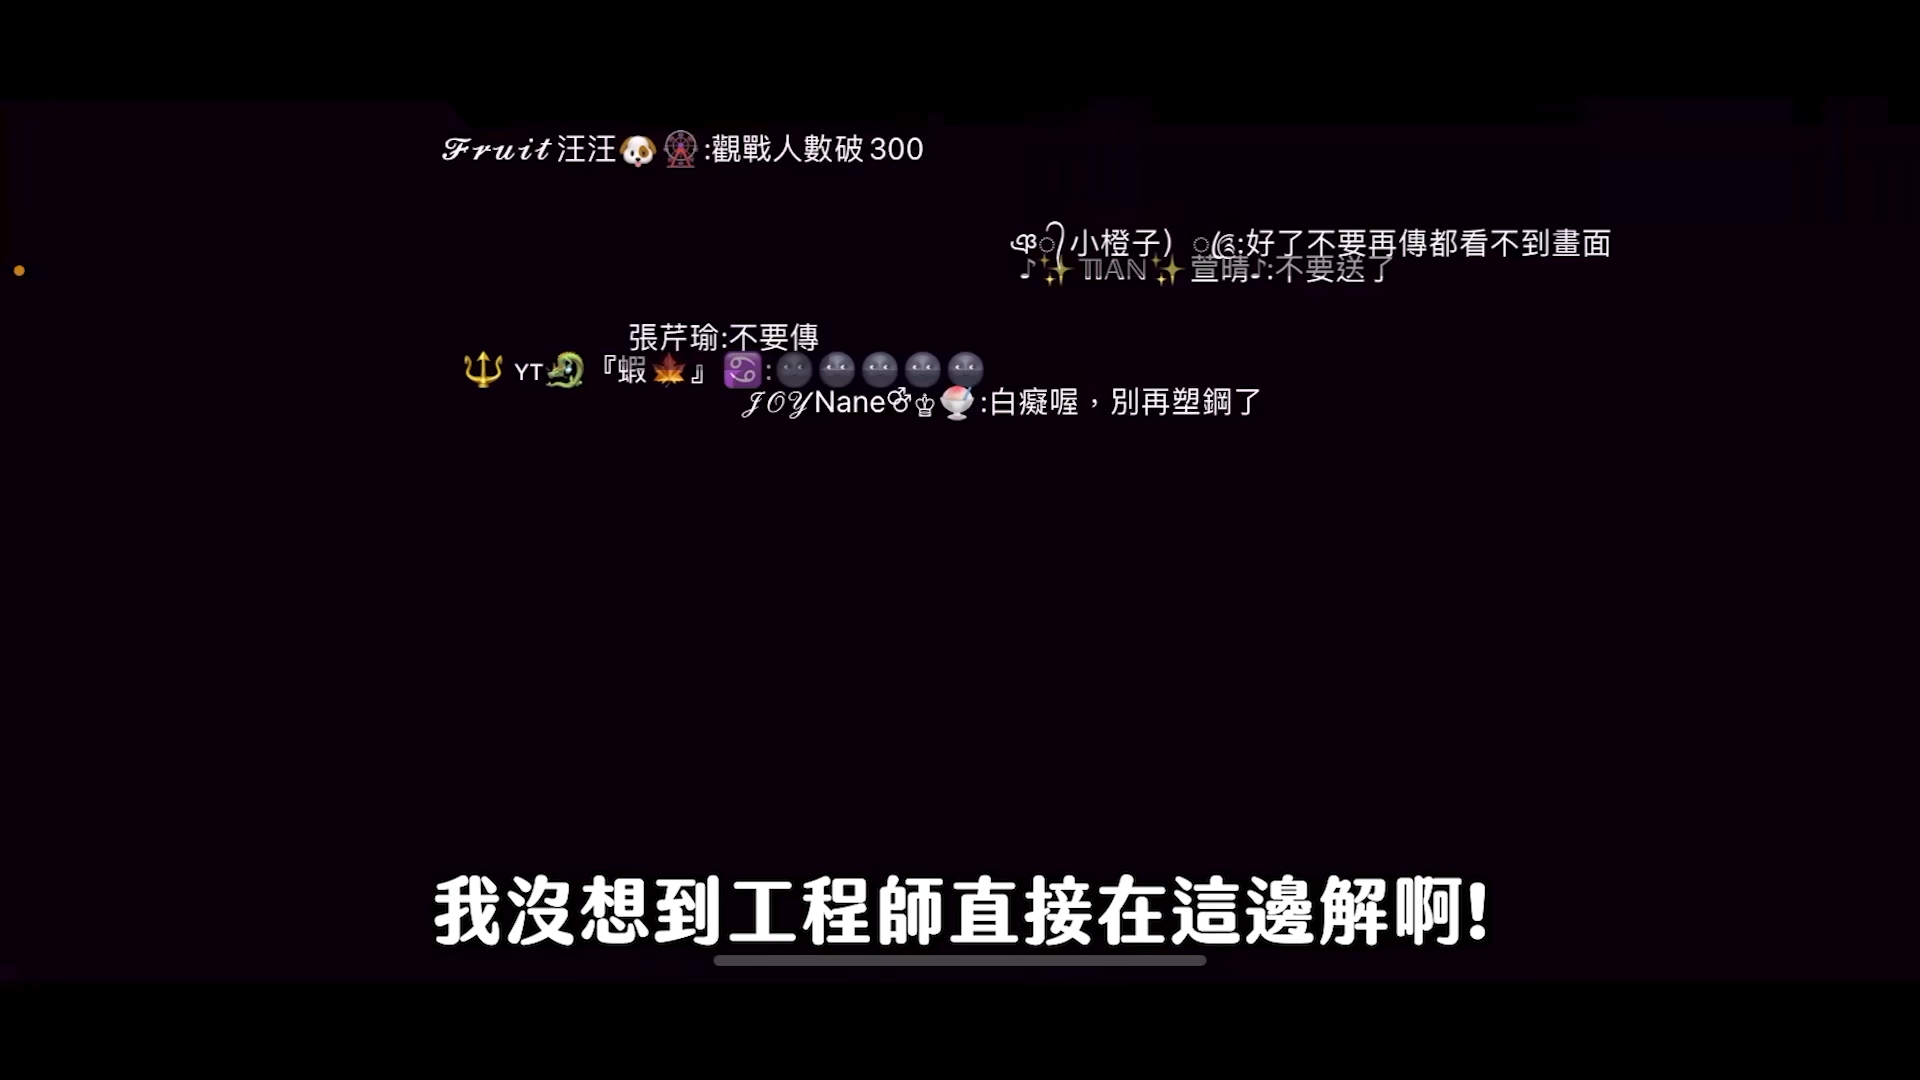 𝓕𝓻𝓾𝓲𝓽汪汪🐶🎡:觀戰人數破300
ঞ়᭄小橙子）ঞ়:好了不要再傳都看不到畫面
♪✨𝕋𝕀𝔸ℕ✨萱晴♪:不要送了
張芹瑜:不要傳
🔱 YT🐉『蝦🍁』♋:🌚🌚🌚🌚🌚
𝒥𝒪𝒴Nane♂♔🍧:白癡喔，別再塑鋼了
我沒想到工程師直接在這邊解啊!